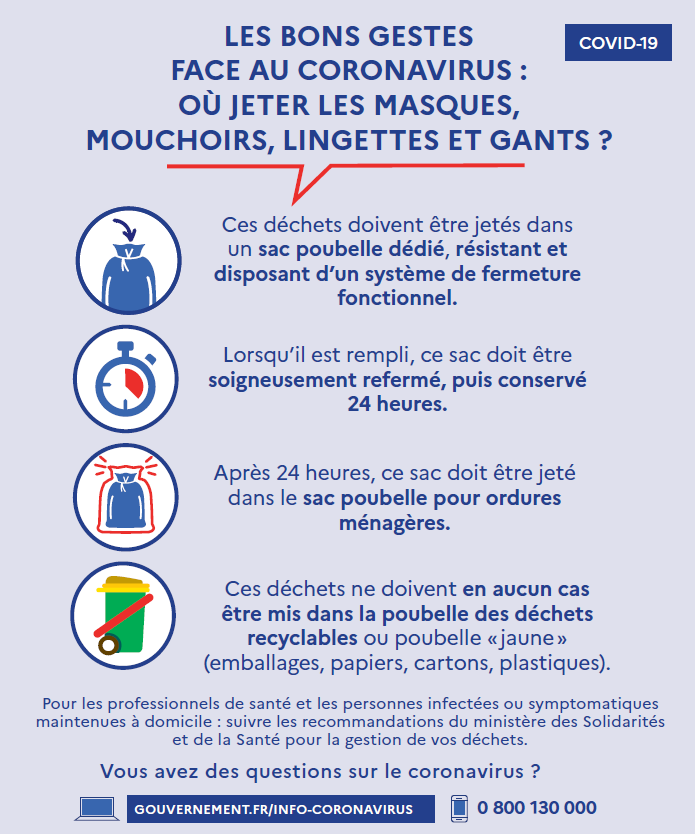 LES BONS GESTES
FACE AU CORONAVIRUS :
OÙ JETER LES MASQUES,
MOUCHOIRS, LINGETTES ET GANTS ?
COVID-19
Ces déchets doivent être jetés dans
un sac poubelle dédié, résistant et
disposant d'un système de fermeture
fonctionnel.
Lorsqu'il est rempli, ce sac doit être
soigneusement refermé, puis conservé
24 heures.
Après 24 heures, ce sac doit être jeté
dans le sac poubelle pour ordures
ménagères.
Ces déchets ne doivent en aucun cas
être mis dans la poubelle des déchets
recyclables ou poubelle «jaune»
(emballages, papiers, cartons, plastiques).
Pour les professionnels de santé et les personnes infectées ou symptomatiques
maintenues à domicile : suivre les recommandations du ministère des Solidarités
et de la Santé pour la gestion de vos déchets.
Vous avez des questions sur le coronavirus ?
GOUVERNEMENT.FR/INFO-CORONAVIRUS
0 800 130 000